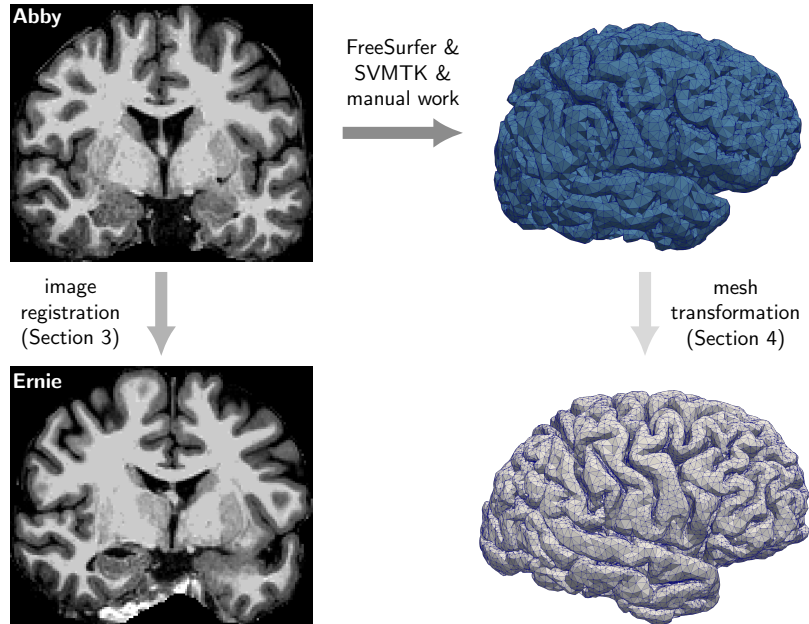 Abby
FreeSurfer &
SVMTK &
manual work
image
registration
(Section 3)
mesh
transformation
(Section 4)
Ernie